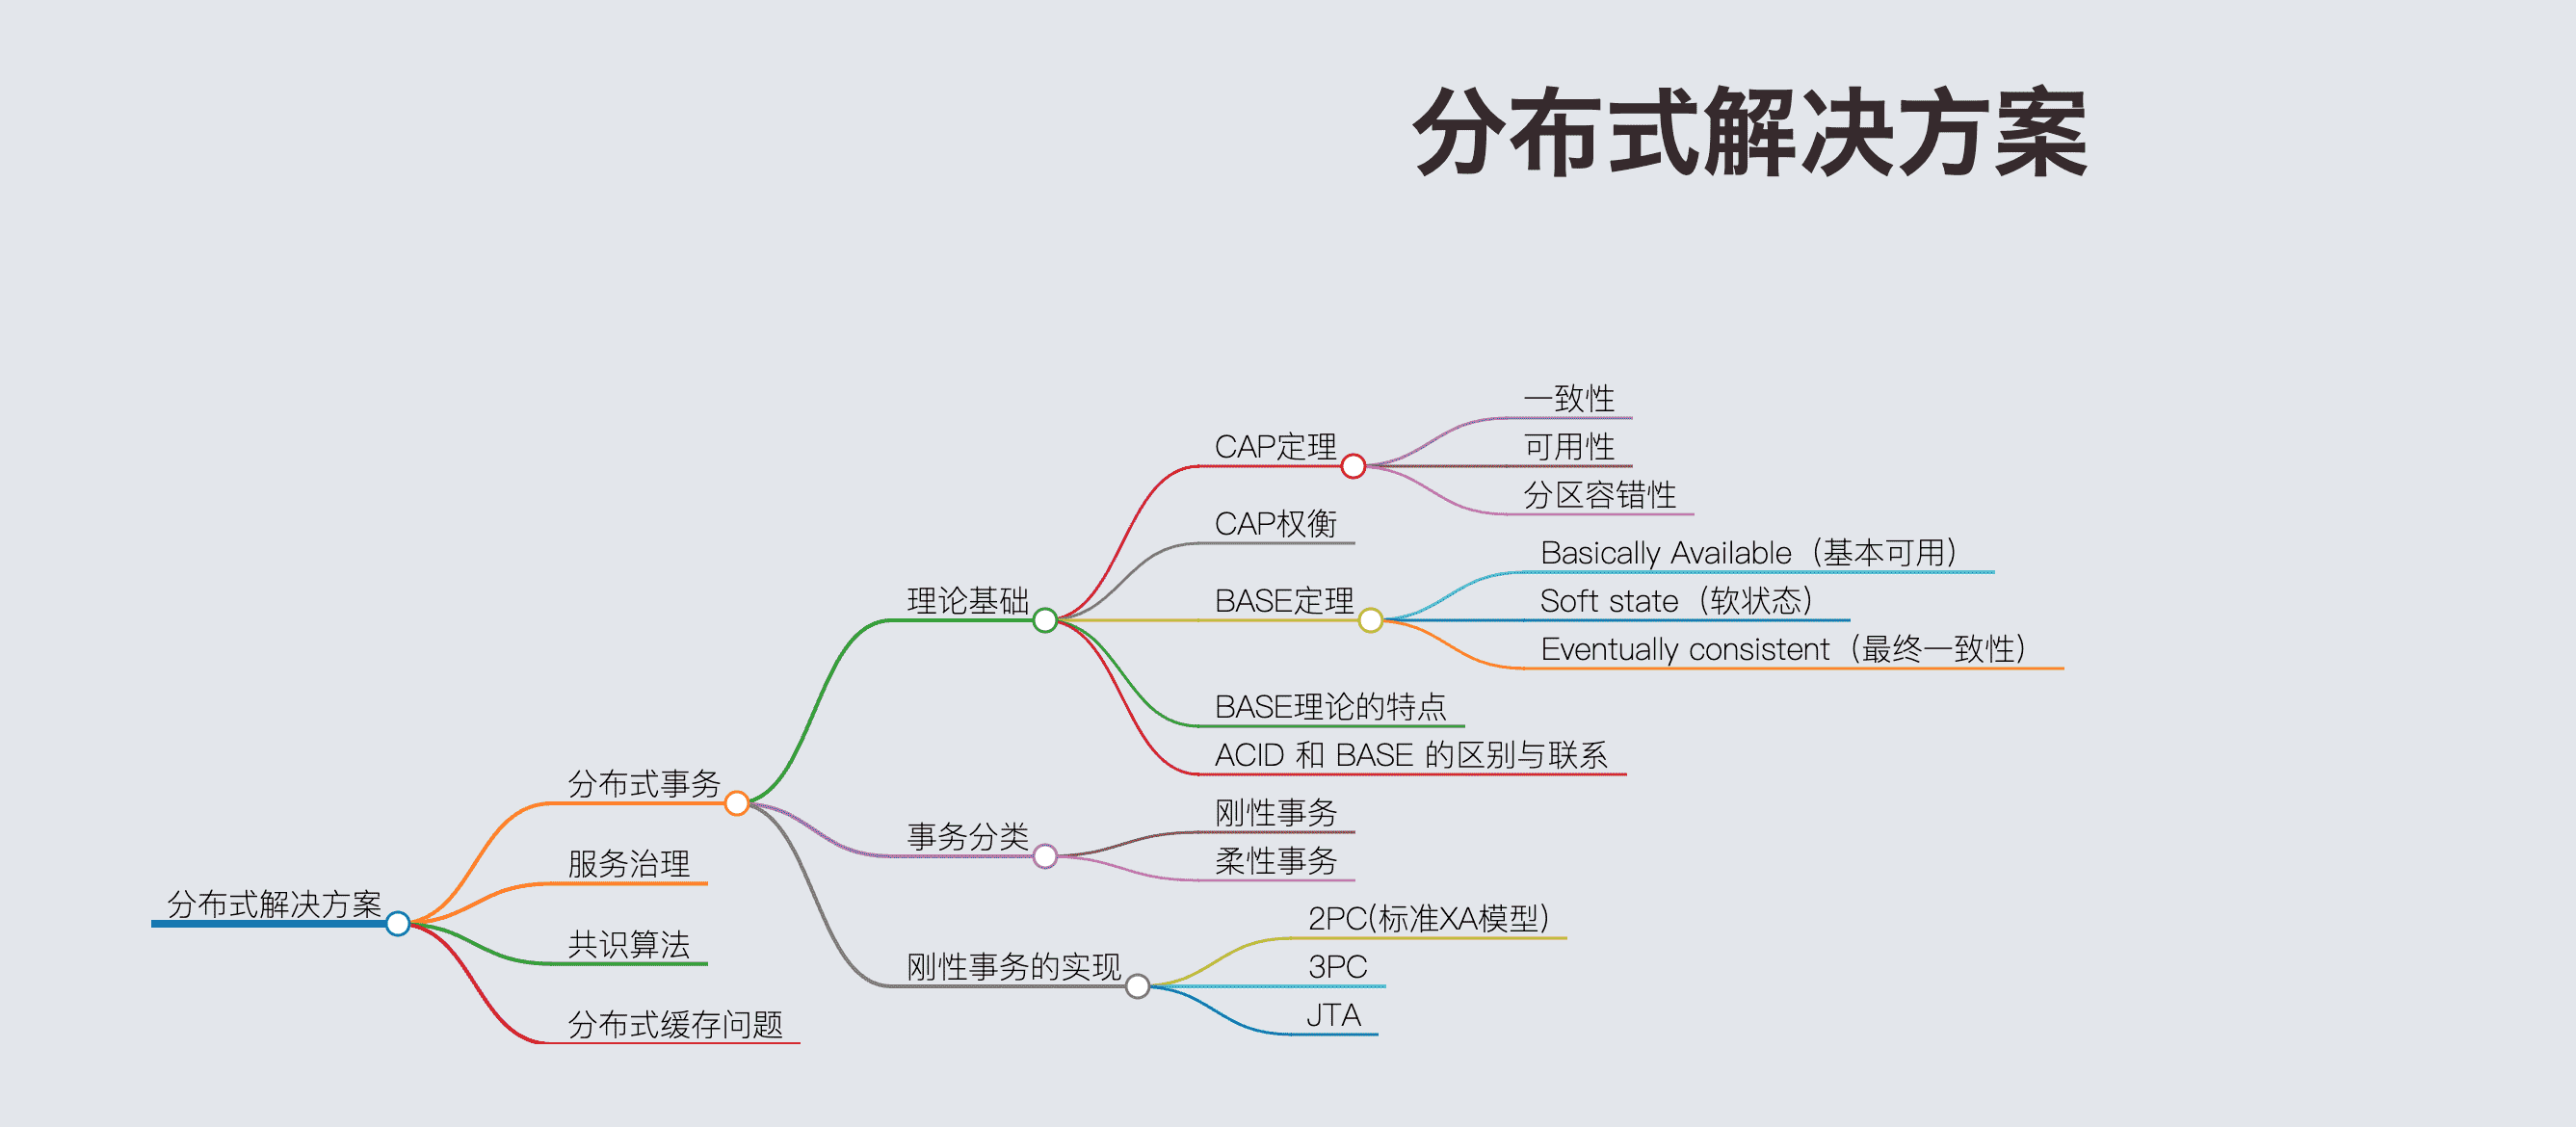 分布式解决方案
分布式解决方案
分布式事务
理论基础
CAP定理
一致性
可用性
分区容错性
CAP权衡
BASE定理
Basically Available（基本可用）
Soft state（软状态）
Eventually consistent（最终一致性）
BASE理论的特点
ACID 和 BASE 的区别与联系
事务分类
刚性事务
柔性事务
刚性事务的实现
2PC(标准XA模型)
3PC
JTA
服务治理
共识算法
分布式缓存问题